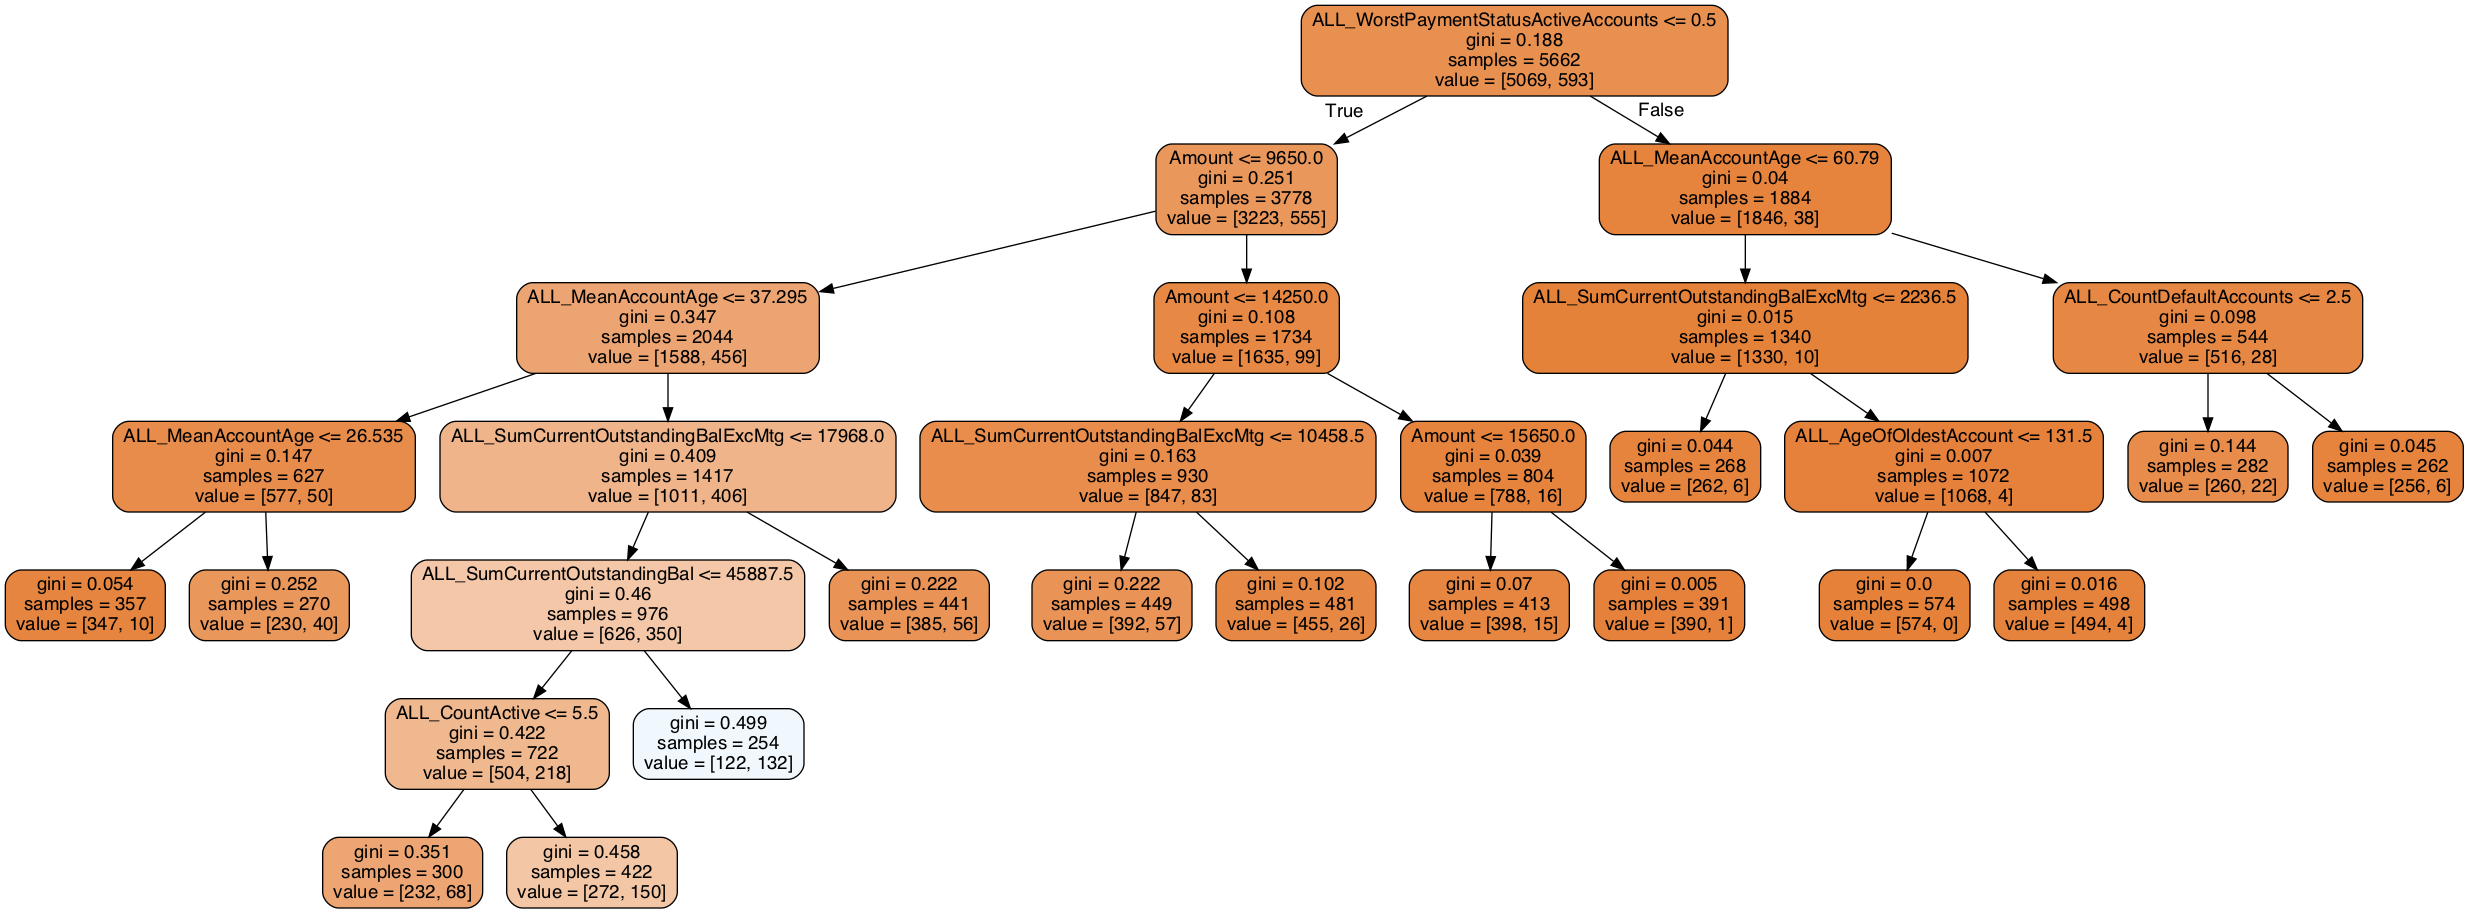 ALL_WorstPaymentStatusActiveAccounts <= 0.5
gini = 0.188
samples = 5662
value = [5069, 593]
True
False
Amount <= 9650.0
gini = 0.251
samples = 3778
value = [3223, 555]
ALL_MeanAccountAge <= 60.79
gini = 0.04
samples = 1884
value = [1846, 38]
ALL_MeanAccountAge <= 37.295
gini = 0.347
samples = 2044
value = [1588, 456]
Amount <= 14250.0
gini = 0.108
samples = 1734
value = [1635, 99]
ALL_SumCurrentOutstandingBalExcMtg <= 2236.5
gini = 0.015
samples = 1340
value = [1330, 10]
ALL_CountDefaultAccounts <= 2.5
gini = 0.098
samples = 544
value = [516, 28]
ALL_MeanAccountAge <= 26.535
gini = 0.147
samples = 627
value = [577, 50]
ALL_SumCurrentOutstandingBalExcMtg <= 17968.0
gini = 0.409
samples = 1417
value = [1011, 406]
ALL_SumCurrentOutstandingBalExcMtg <= 10458.5
gini = 0.163
samples = 930
value = [847, 83]
Amount <= 15650.0
gini = 0.039
samples = 804
value = [788, 16]
gini = 0.044
samples = 268
value = [262, 6]
ALL_AgeOfOldestAccount <= 131.5
gini = 0.007
samples = 1072
value = [1068, 4]
gini = 0.144
samples = 282
value = [260, 22]
gini = 0.045
samples = 262
value = [256, 6]
gini = 0.054
samples = 357
value = [347, 10]
gini = 0.252
samples = 270
value = [230, 40]
ALL_SumCurrentOutstandingBal <= 45887.5
gini = 0.46
samples = 976
value = [626, 350]
gini = 0.222
samples = 441
value = [385, 56]
gini = 0.222
samples = 449
value = [392, 57]
gini = 0.102
samples = 481
value = [455, 26]
gini = 0.07
samples = 413
value = [398, 15]
gini = 0.005
samples = 391
value = [390, 1]
gini = 0.0
samples = 574
value = [574, 0]
gini = 0.016
samples = 498
value = [494, 4]
ALL_CountActive <= 5.5
gini = 0.422
samples = 722
value = [504, 218]
gini = 0.499
samples = 254
value = [122, 132]
gini = 0.351
samples = 300
value = [232, 68]
gini = 0.458
samples = 422
value = [272, 150]